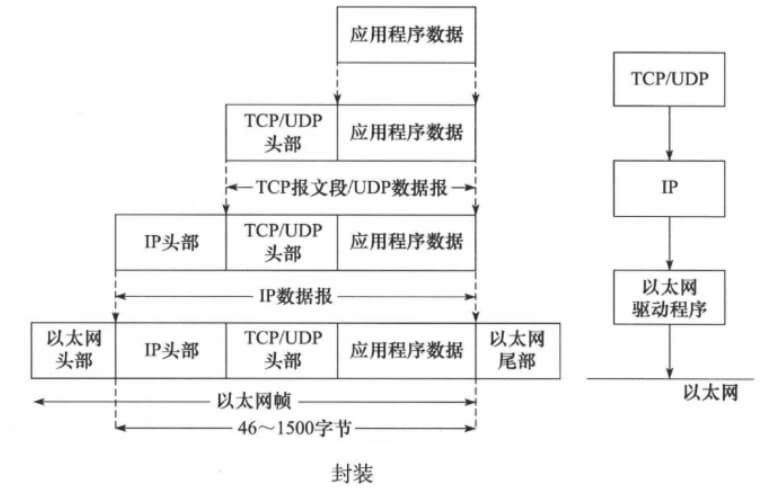 应用程序数据
TCP/UDP
头部
应用程序数据
TCP报文段/UDP数据报
IP头部
TCP/UDP
头部
应用程序数据
IP数据报
以太网
头部
IP头部
TCP/UDP
头部
应用程序数据
以太网
尾部
以太网帧
46～1500字节
封装
TCP/UDP
IP
以太网
驱动程序
以太网